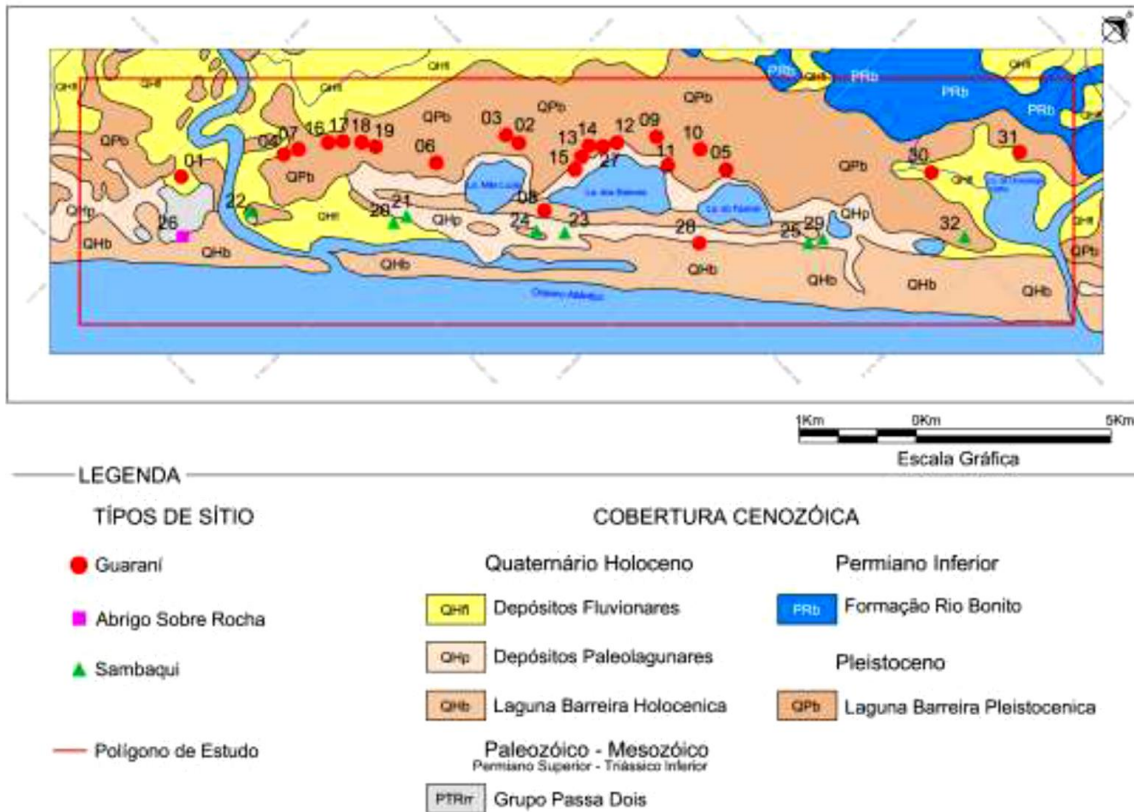 QHfl
QHfl
QHfl
QHfl
PRb
QHfl
PRb
PRb
PRb
QPb
QPb
QPb
QPb
QPb
03
02
14
12
09
13
27
10
15
11
05
04
07
16
17
18
19
06
01
30
31
QHfl
26
22
20
21
QHfl
QHp
08
24
23
28
25
29
QHp
32
QHp
QHb
QHb
QHb
QHb
QHb
QHb
QHb
QPb
Oceano Atlântico
1Km
0Km
5Km
Escala Gráfica
LEGENDA
TÍPOS DE SÍTIO
COBERTURA CENOZÓICA
Guaraní
Abrigo Sobre Rocha
Sambaqui
Polígono de Estudo
Quaternário Holoceno
QHfl Depósitos Fluvionares
QHp Depósitos Paleolagunares
QHb Laguna Barreira Holocenica
Paleozóico - Mesozóico
Permiano Superior - Triássico Inferior
PTRrr Grupo Passa Dois
Permiano Inferior
PRb Formação Rio Bonito
Pleistoceno
QPb Laguna Barreira Pleistocenica